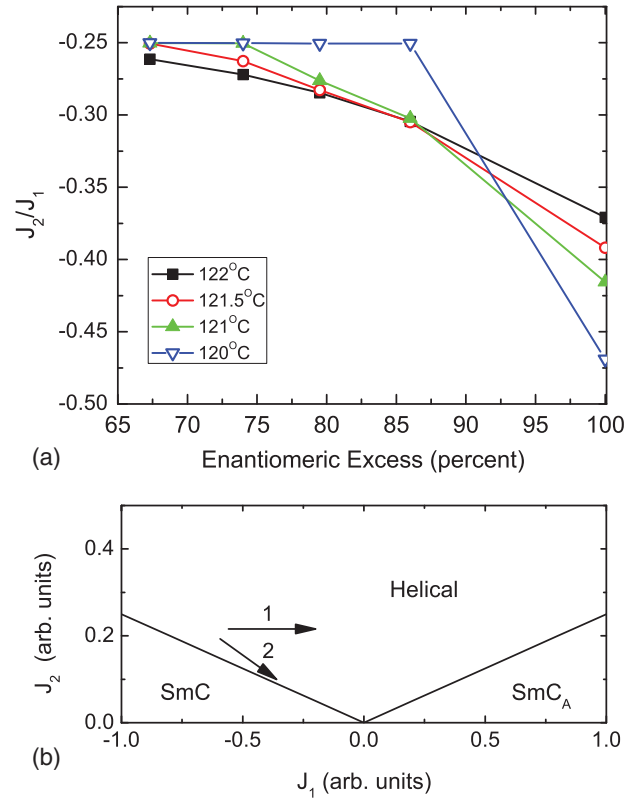 -0.25
-0.30
-0.35
-0.40
-0.45
-0.50
J2/J1
122°C
121.5°C
121°C
120°C
65 70 75 80 85 90 95 100
(a) Enantiomeric Excess (percent)
0.4
0.2
0.0
J2 (arb. units)
Helical
1
2
SmC
SmCA
-1.0 -0.5 0.0 0.5 1.0
(b) J1 (arb. units)